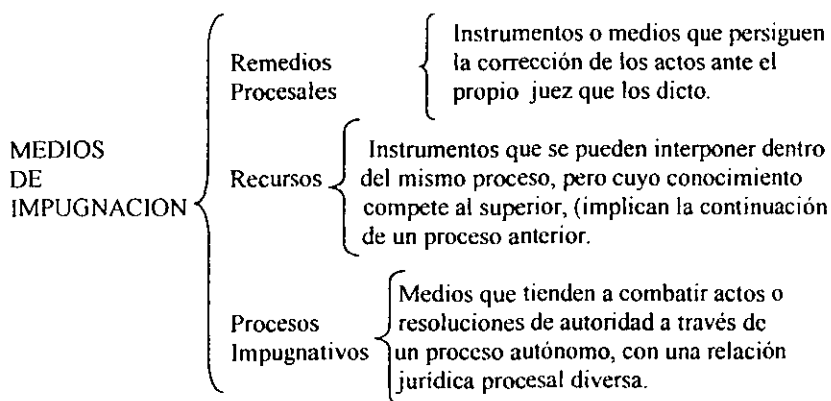 MEDIOS
DE
IMPUGNACION
Remedios
Procesales
Instrumentos o medios que persiguen
la corrección de los actos ante el
propio juez que los dicto.
Recursos
Instrumentos que se pueden interponer dentro
del mismo proceso, pero cuyo conocimiento
compete al superior, (implican la continuación
de un proceso anterior.
Procesos
Impugnativos
Medios que tienden a combatir actos o
resoluciones de autoridad a través de
un proceso autónomo, con una relación
jurídica procesal diversa.